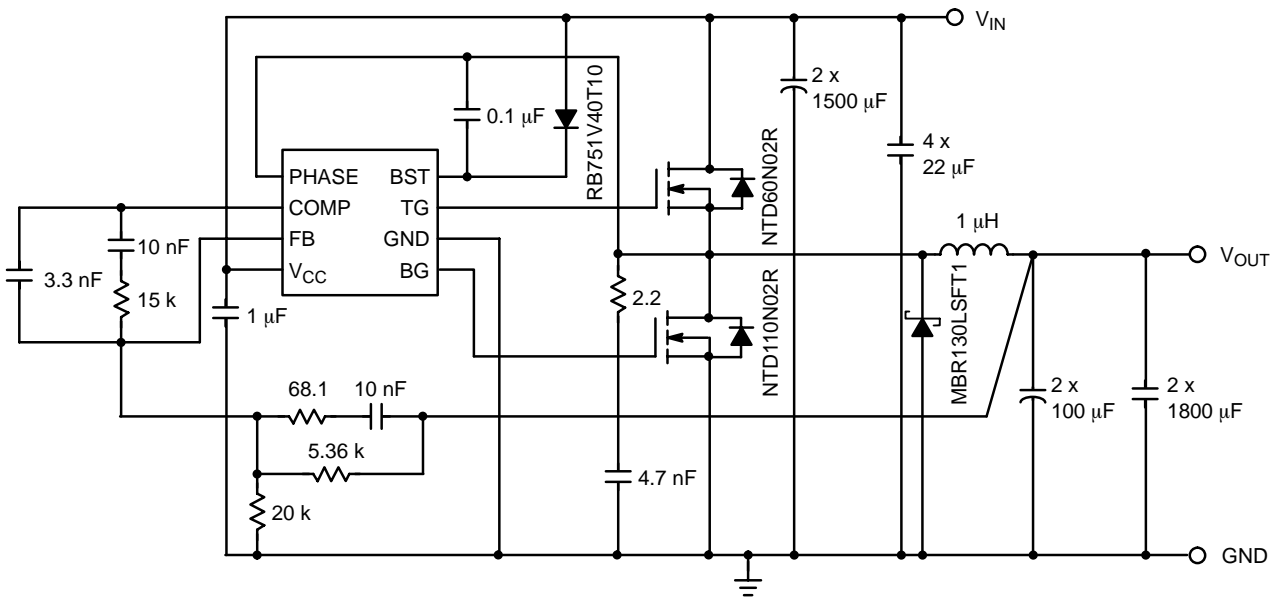 V_IN
2 x
1500 μF
RB751V40T10
0.1 μF
4 x
22 μF
PHASE
BST
NTD60N02R
COMP
TG
1 μH
FB
GND
10 nF
V_CC
BG
V_OUT
3.3 nF
15 k
1 μF
2.2
NTD110N02R
MBR130LSFT1
68.1
10 nF
2 x
100 μF
2 x
1800 μF
5.36 k
4.7 nF
20 k
GND